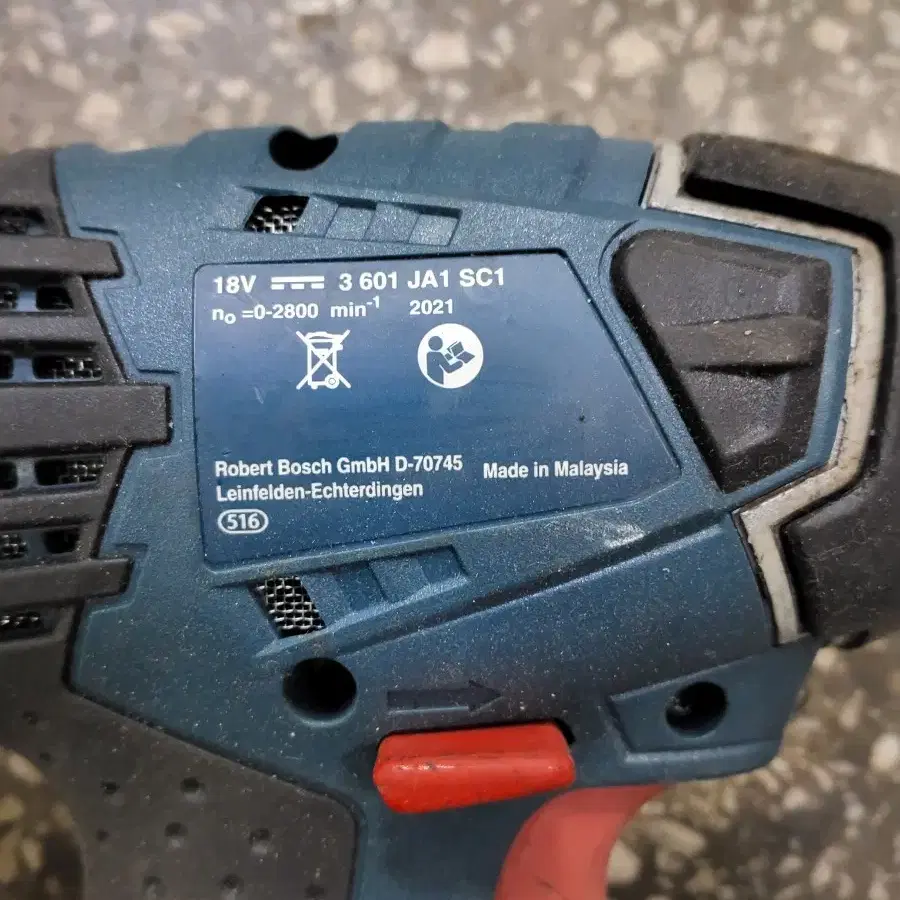 18V ⎓ 3 601 JA1 SC1
n₀ =0-2800 min⁻¹ 2021
Robert Bosch GmbH D-70745
Leinfelden-Echterdingen
Made in Malaysia
516